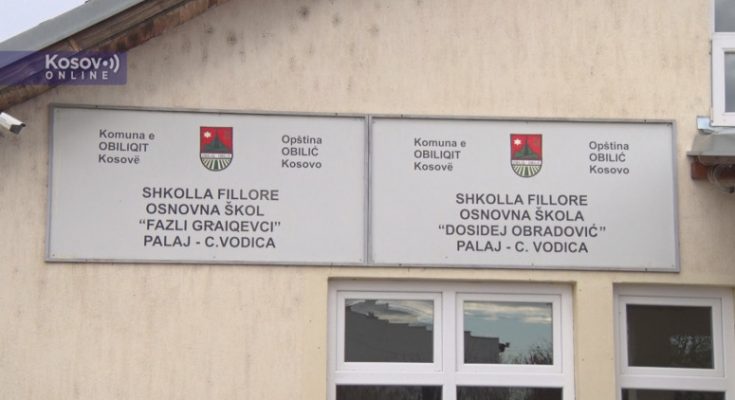 Kosovo
ONLINE
Komuna e
OBILIQIT
Kosovë
Opština
OBILIĆ
Kosovo
SHKOLLA FILLORE
OSNOVNA ŠKOL
“FAZLI GRAIQEVCI”
PALAJ - C.VODICA
Komuna e
OBILIQIT
Kosovë
Opština
OBILIĆ
Kosovo
SHKOLLA FILLORE
OSNOVNA ŠKOLA
“DOSIDEJ OBRADOVIĆ”
PALAJ - C. VODICA